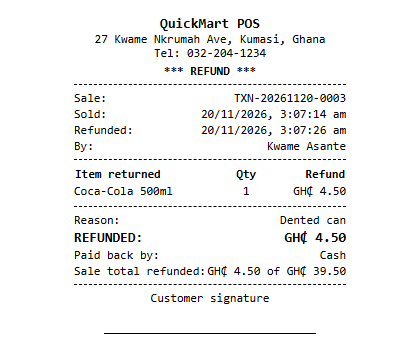 QuickMart POS
27 Kwame Nkrumah Ave, Kumasi, Ghana
Tel: 032-204-1234
*** REFUND ***
Sale: TXN-20261120-0003
Sold: 20/11/2026, 3:07:14 am
Refunded: 20/11/2026, 3:07:26 am
By: Kwame Asante
Item returned Qty Refund
Coca-Cola 500ml 1 GH₵ 4.50
Reason: Dented can
REFUNDED: GH₵ 4.50
Paid back by: Cash
Sale total refunded: GH₵ 4.50 of GH₵ 39.50
Customer signature